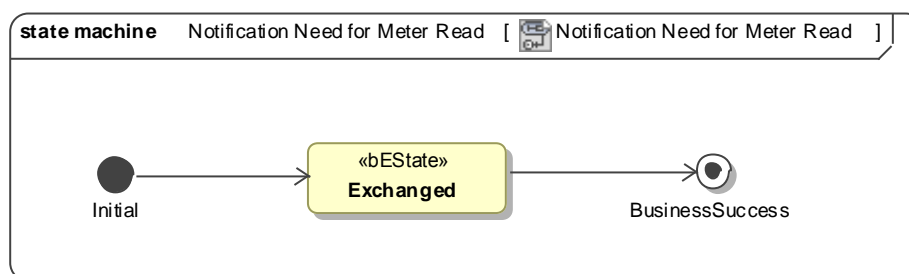 state machine Notification Need for Meter Read [ Notification Need for Meter Read ]
«bEState»
Exchanged
Initial
BusinessSuccess